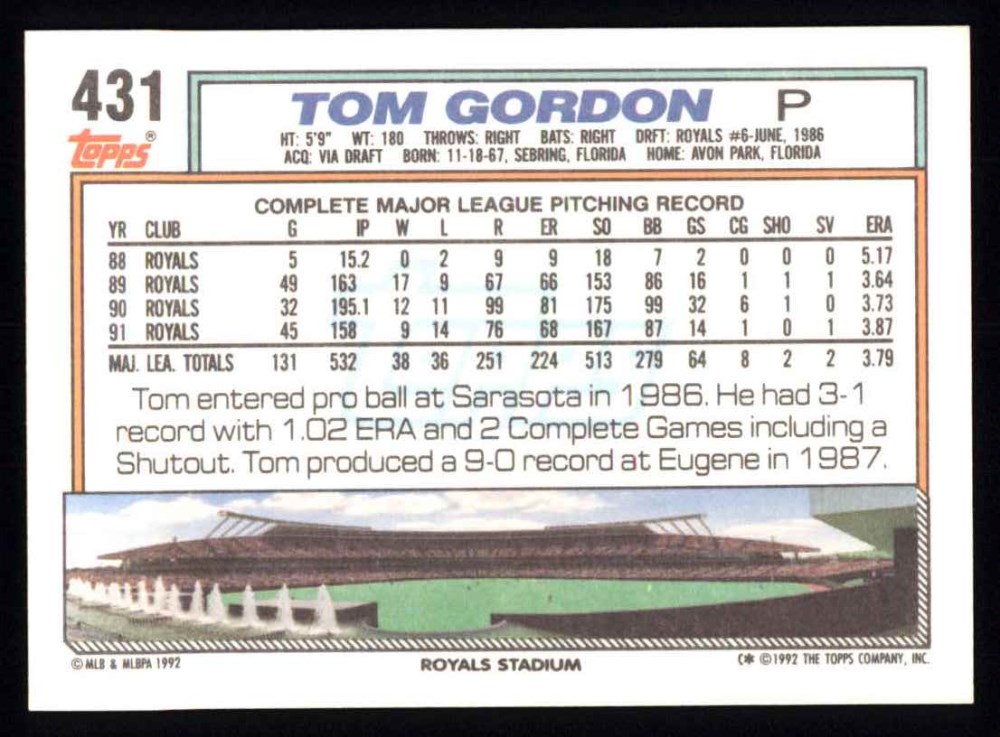 431
TOM GORDON P
topps®
HT: 5'9" WT: 180 THROWS: RIGHT BATS: RIGHT DRFT: ROYALS #6-JUNE, 1986
ACQ: VIA DRAFT BORN: 11-18-67, SEBRING, FLORIDA HOME: AVON PARK, FLORIDA
COMPLETE MAJOR LEAGUE PITCHING RECORD
YR CLUB G IP W L R ER SO BB GS CG SHO SV ERA
88 ROYALS 5 15.2 0 2 9 9 18 7 2 0 0 0 5.17
89 ROYALS 49 163 17 9 67 66 153 86 16 1 1 1 3.64
90 ROYALS 32 195.1 12 11 99 81 175 99 32 6 1 0 3.73
91 ROYALS 45 158 9 14 76 68 167 87 14 1 0 1 3.87
MAJ. LEA. TOTALS 131 532 38 36 251 224 513 279 64 8 2 2 3.79
Tom entered pro ball at Sarasota in 1986. He had 3-1
record with 1.02 ERA and 2 Complete Games including a
Shutout. Tom produced a 9-0 record at Eugene in 1987.
© MLB & MLBPA 1992 ROYALS STADIUM C* © 1992 THE TOPPS COMPANY, INC.